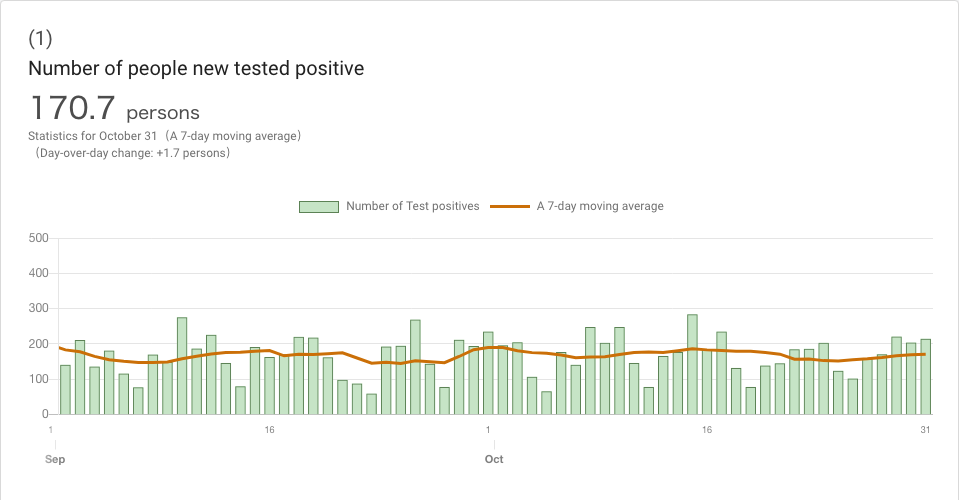 (1)
Number of people new tested positive
170.7 persons
Statistics for October 31 (A 7-day moving average)
(Day-over-day change: +1.7 persons)
Number of Test positives A 7-day moving average
500
400
300
200
100
0
1 16 1 16 31
Sep Oct